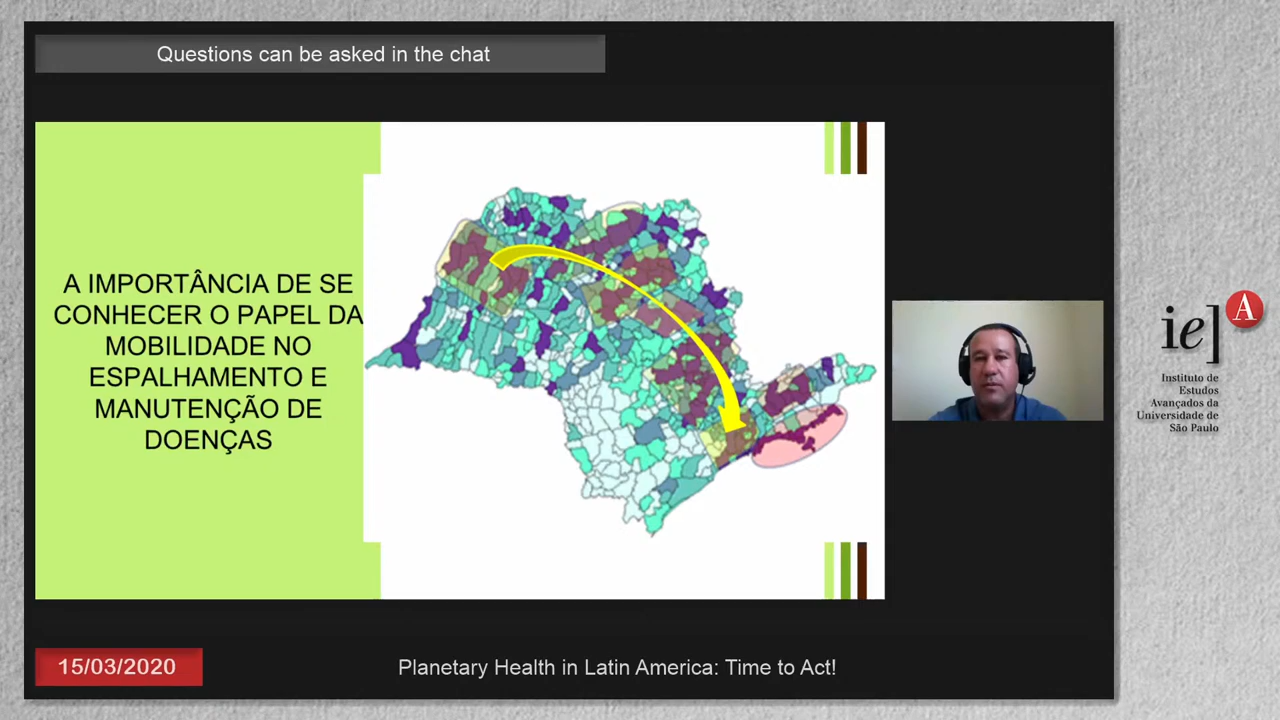 Questions can be asked in the chat
A IMPORTÂNCIA DE SE
CONHECER O PAPEL DA
MOBILIDADE NO
ESPALHAMENTO E
MANUTENÇÃO DE
DOENÇAS
ie] A
Instituto de
Estudos
Avançados da
Universidade de
São Paulo
15/03/2020
Planetary Health in Latin America: Time to Act!